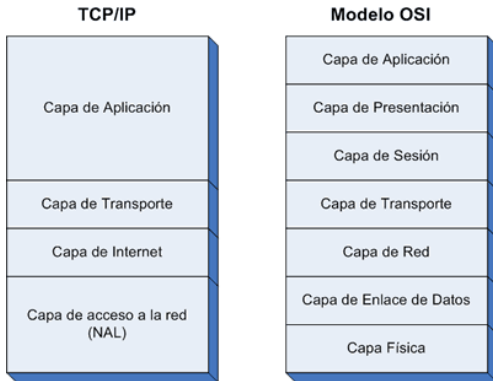 TCP/IP
Capa de Aplicación
Capa de Transporte
Capa de Internet
Capa de acceso a la red
(NAL)
Modelo OSI
Capa de Aplicación
Capa de Presentación
Capa de Sesión
Capa de Transporte
Capa de Red
Capa de Enlace de Datos
Capa Física